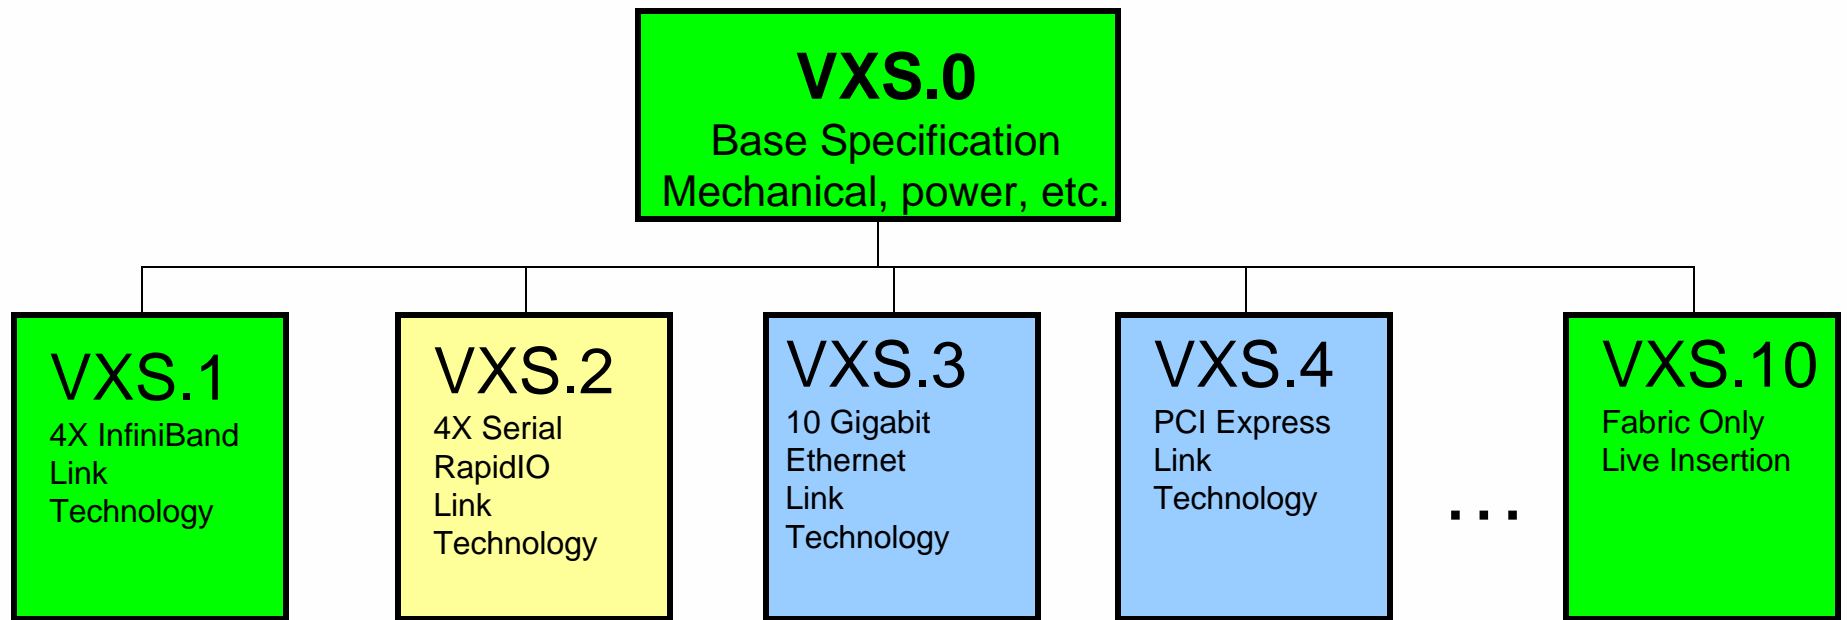 VXS.0
Base Specification
Mechanical, power, etc.
VXS.1
4X InfiniBand
Link
Technology
VXS.2
4X Serial
RapidIO
Link
Technology
VXS.3
10 Gigabit
Ethernet
Link
Technology
VXS.4
PCI Express
Link
Technology
...
VXS.10
Fabric Only
Live Insertion